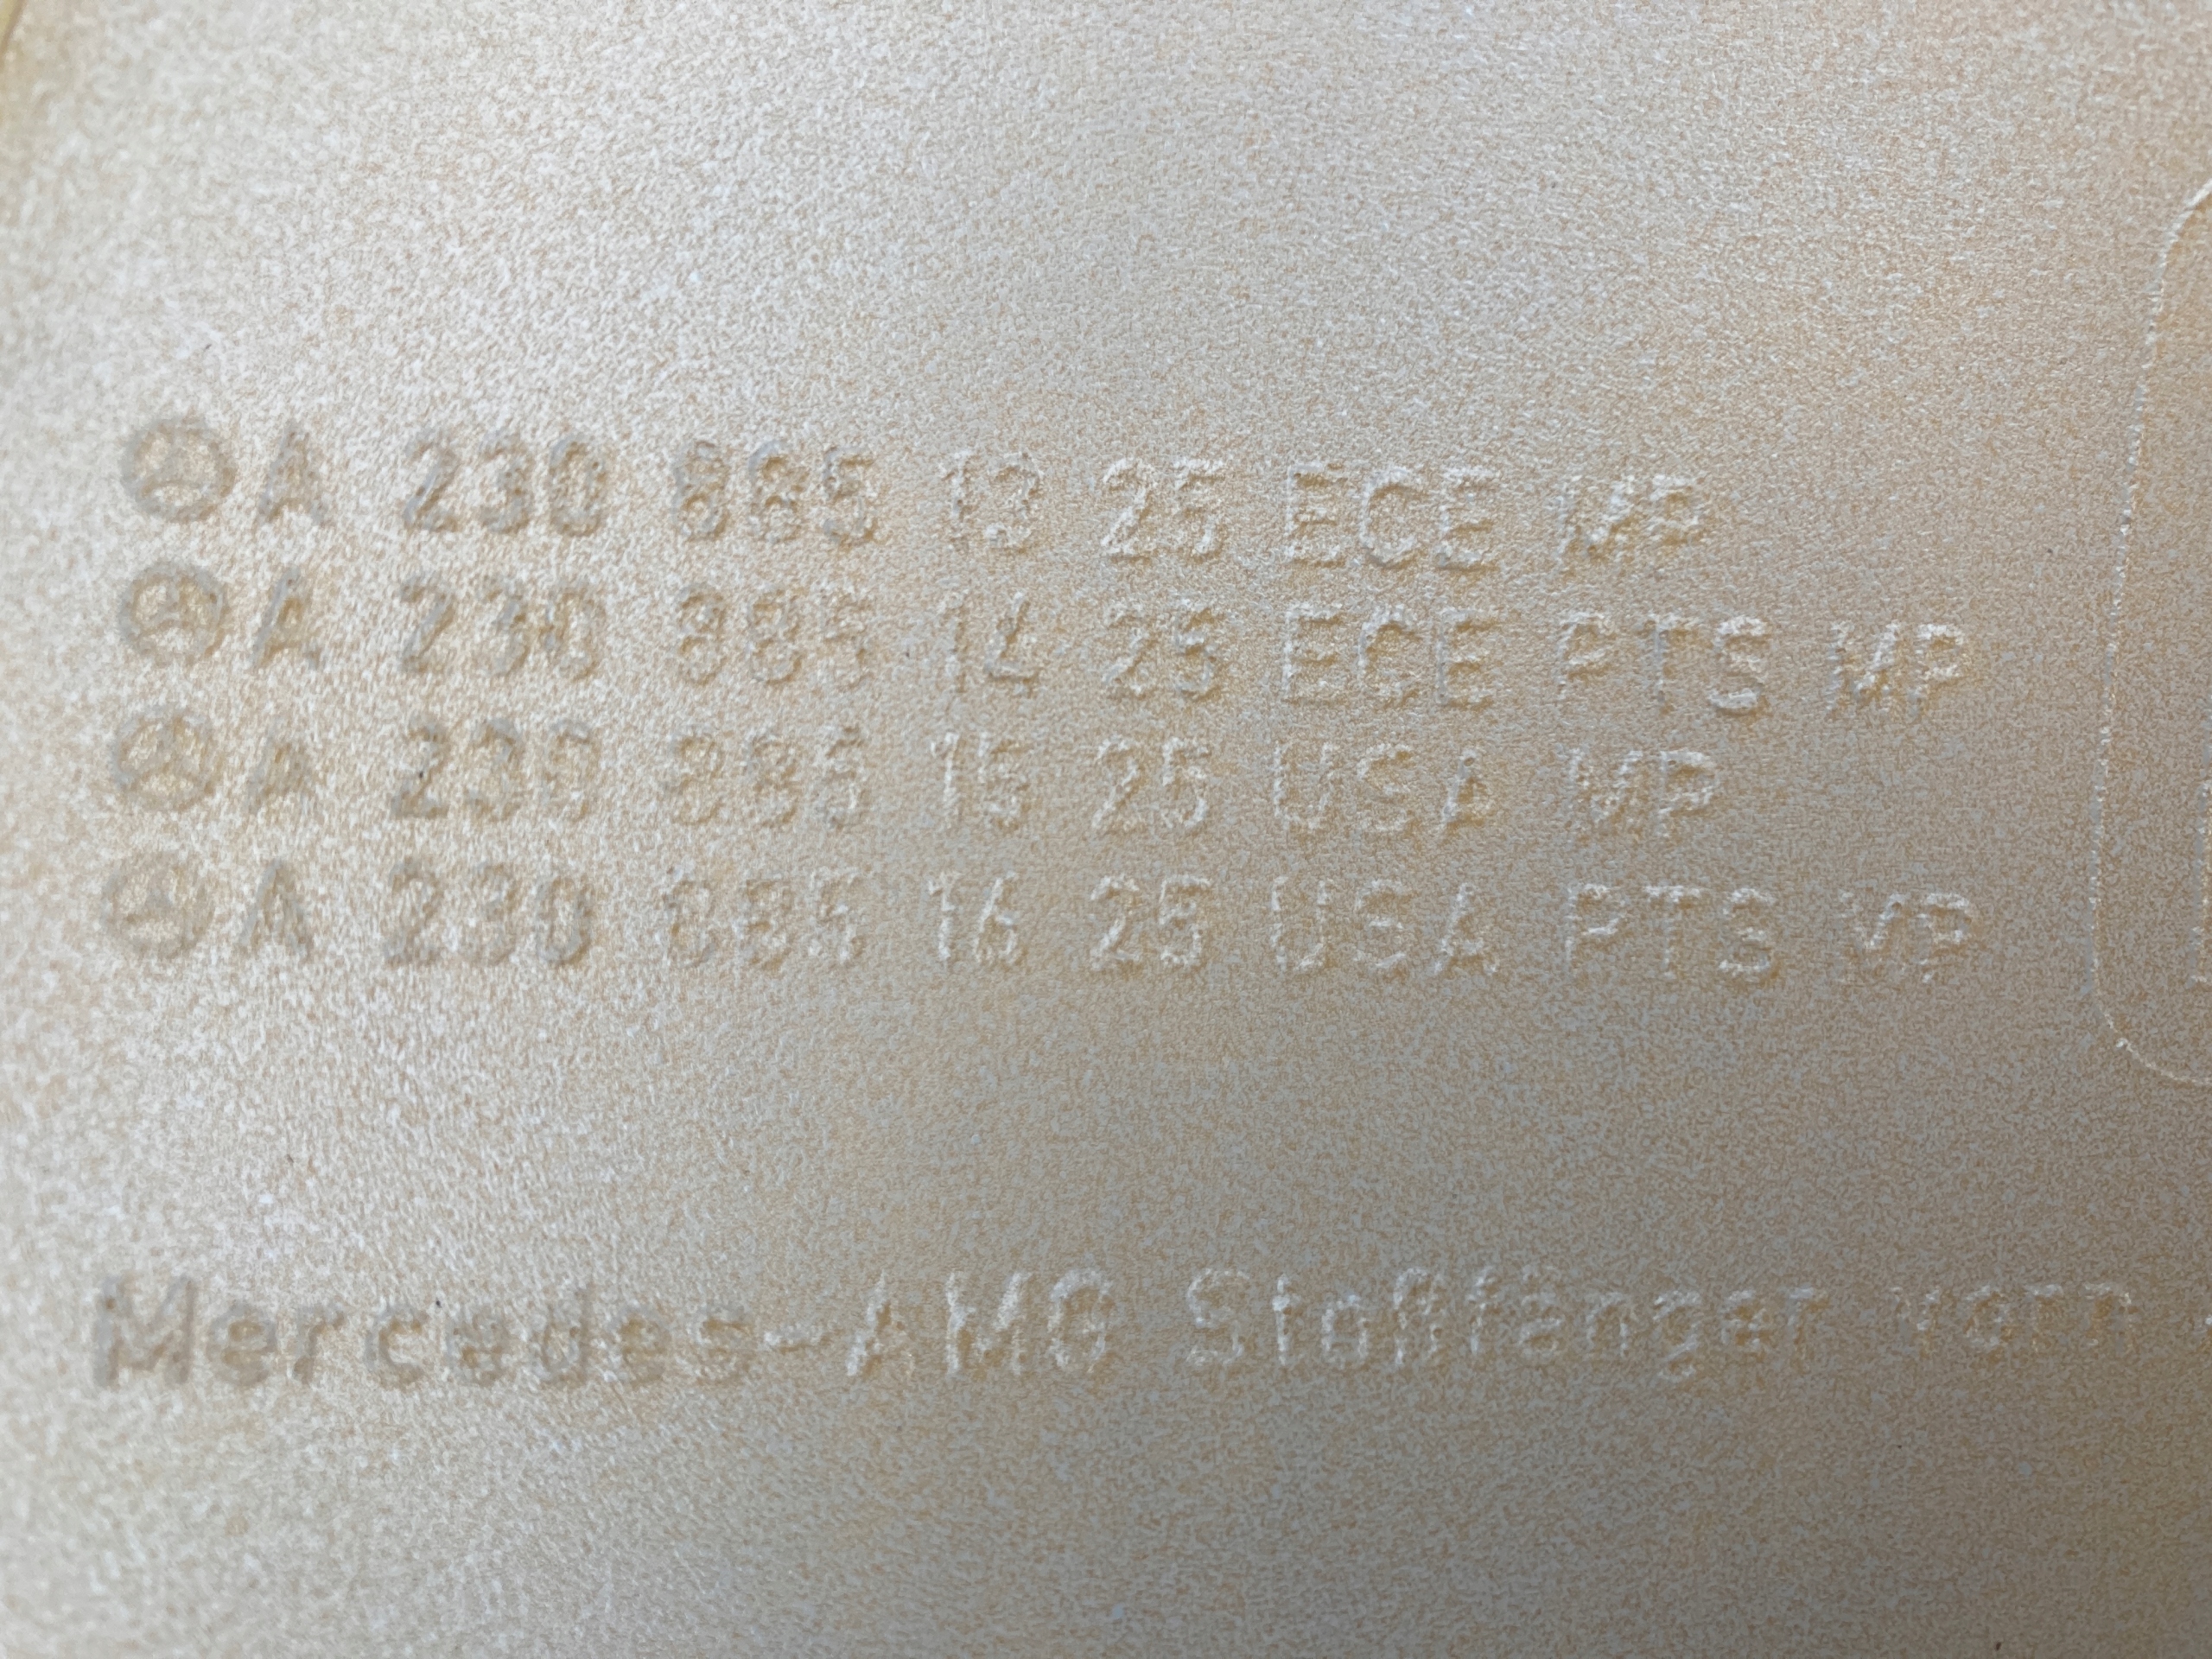 A 230 885 13 25 ECE MP
A 230 885 14 25 ECE PTS MP
A 230 885 15 25 USA MP
A 230 885 16 25 USA PTS MP
Mercedes-AMG Stoßfänger vorn